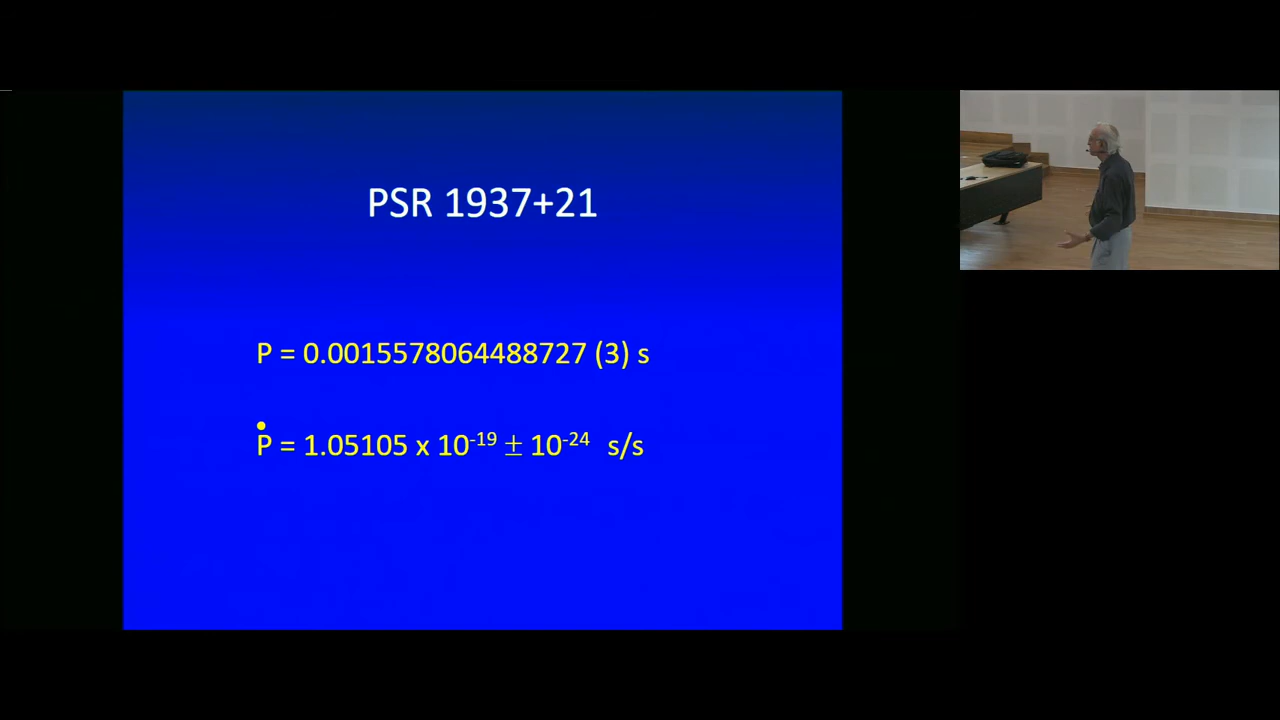 PSR 1937+21
P = 0.0015578064488727 (3) s
Ṗ = 1.05105 x 10⁻¹⁹ ± 10⁻²⁴ s/s